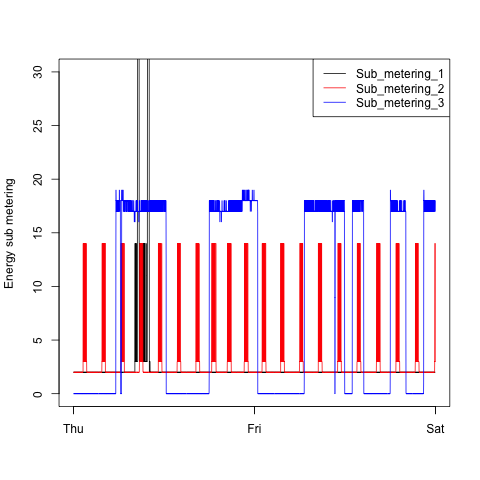 Sub_metering_1
Sub_metering_2
Sub_metering_3
Energy sub metering
30
25
20
15
10
5
0
Thu
Fri
Sat